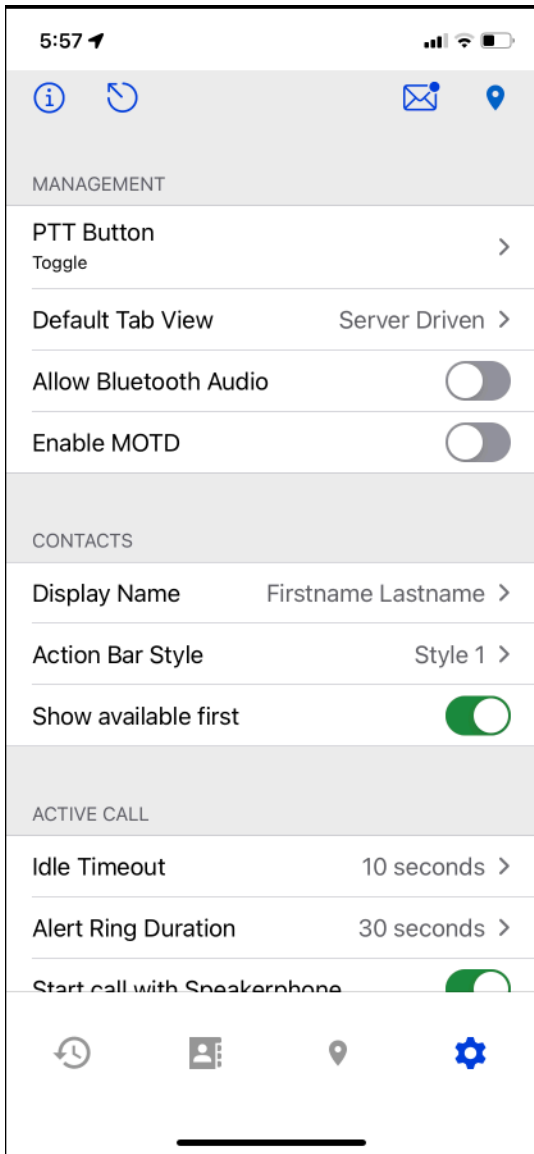 5:57
MANAGEMENT
PTT Button
Toggle
Default Tab View Server Driven
Allow Bluetooth Audio
Enable MOTD
CONTACTS
Display Name Firstname Lastname
Action Bar Style Style 1
Show available first
ACTIVE CALL
Idle Timeout 10 seconds
Alert Ring Duration 30 seconds
Start call with Speakerphone